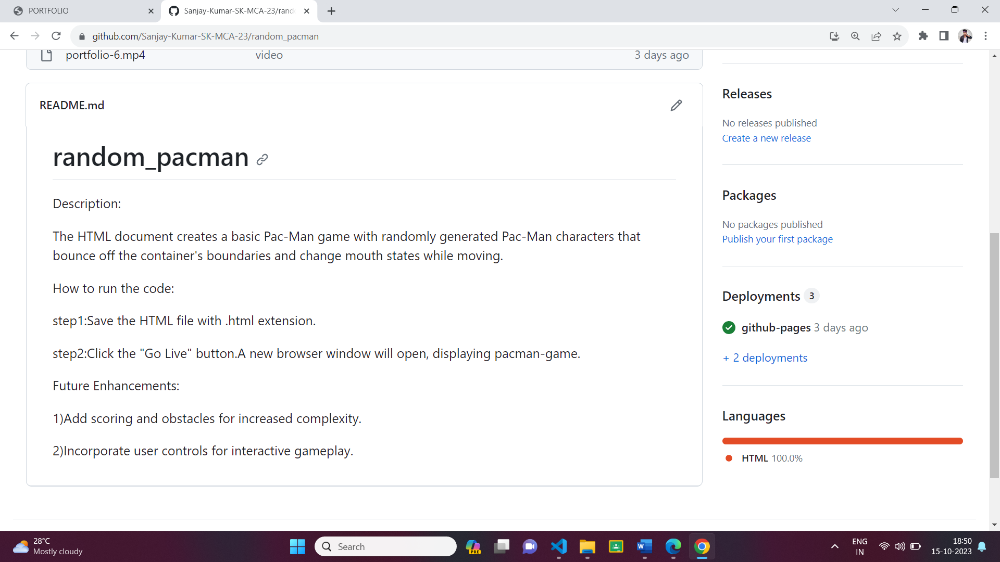 PORTFOLIO
Sanjay-Kumar-SK-MCA-23/rand
github.com/Sanjay-Kumar-SK-MCA-23/random_pacman
portfolio-6.mp4 video 3 days ago
README.md
random_pacman
Description:
The HTML document creates a basic Pac-Man game with randomly generated Pac-Man characters that
bounce off the container's boundaries and change mouth states while moving.
How to run the code:
step1:Save the HTML file with .html extension.
step2:Click the "Go Live" button.A new browser window will open, displaying pacman-game.
Future Enhancements:
1)Add scoring and obstacles for increased complexity.
2)Incorporate user controls for interactive gameplay.
Releases
No releases published
Create a new release
Packages
No packages published
Publish your first package
Deployments 3
github-pages 3 days ago
+ 2 deployments
Languages
HTML 100.0%
28°C
Mostly cloudy
Search
PRE
W
ENG
IN
18:50
15-10-2023